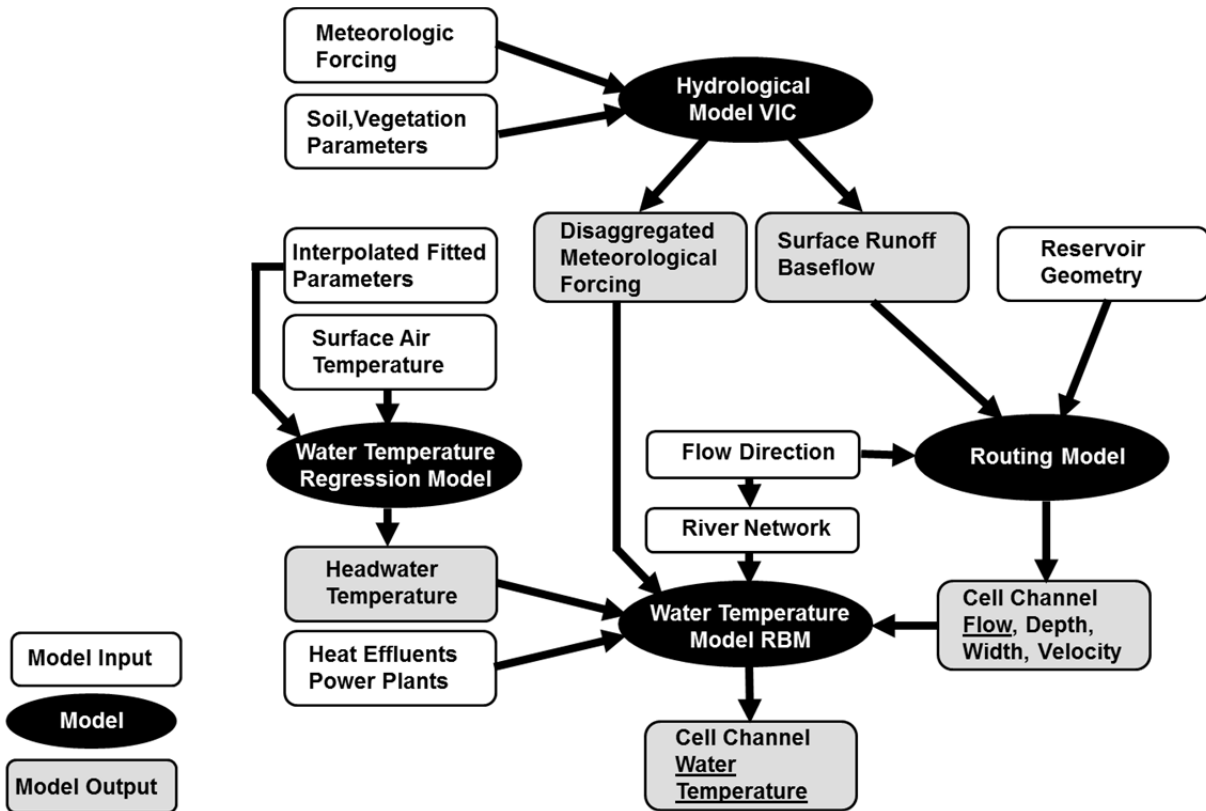 Meteorologic
Forcing
Hydrological
Model VIC
Soil,Vegetation
Parameters
Disaggregated
Meteorological
Forcing
Surface Runoff
Baseflow
Reservoir
Geometry
Interpolated Fitted
Parameters
Surface Air
Temperature
Water Temperature
Regression Model
Flow Direction
Routing Model
River Network
Headwater
Temperature
Water Temperature
Model RBM
Cell Channel
Flow, Depth,
Width, Velocity
Heat Effluents
Power Plants
Cell Channel
Water
Temperature
Model Input
Model
Model Output